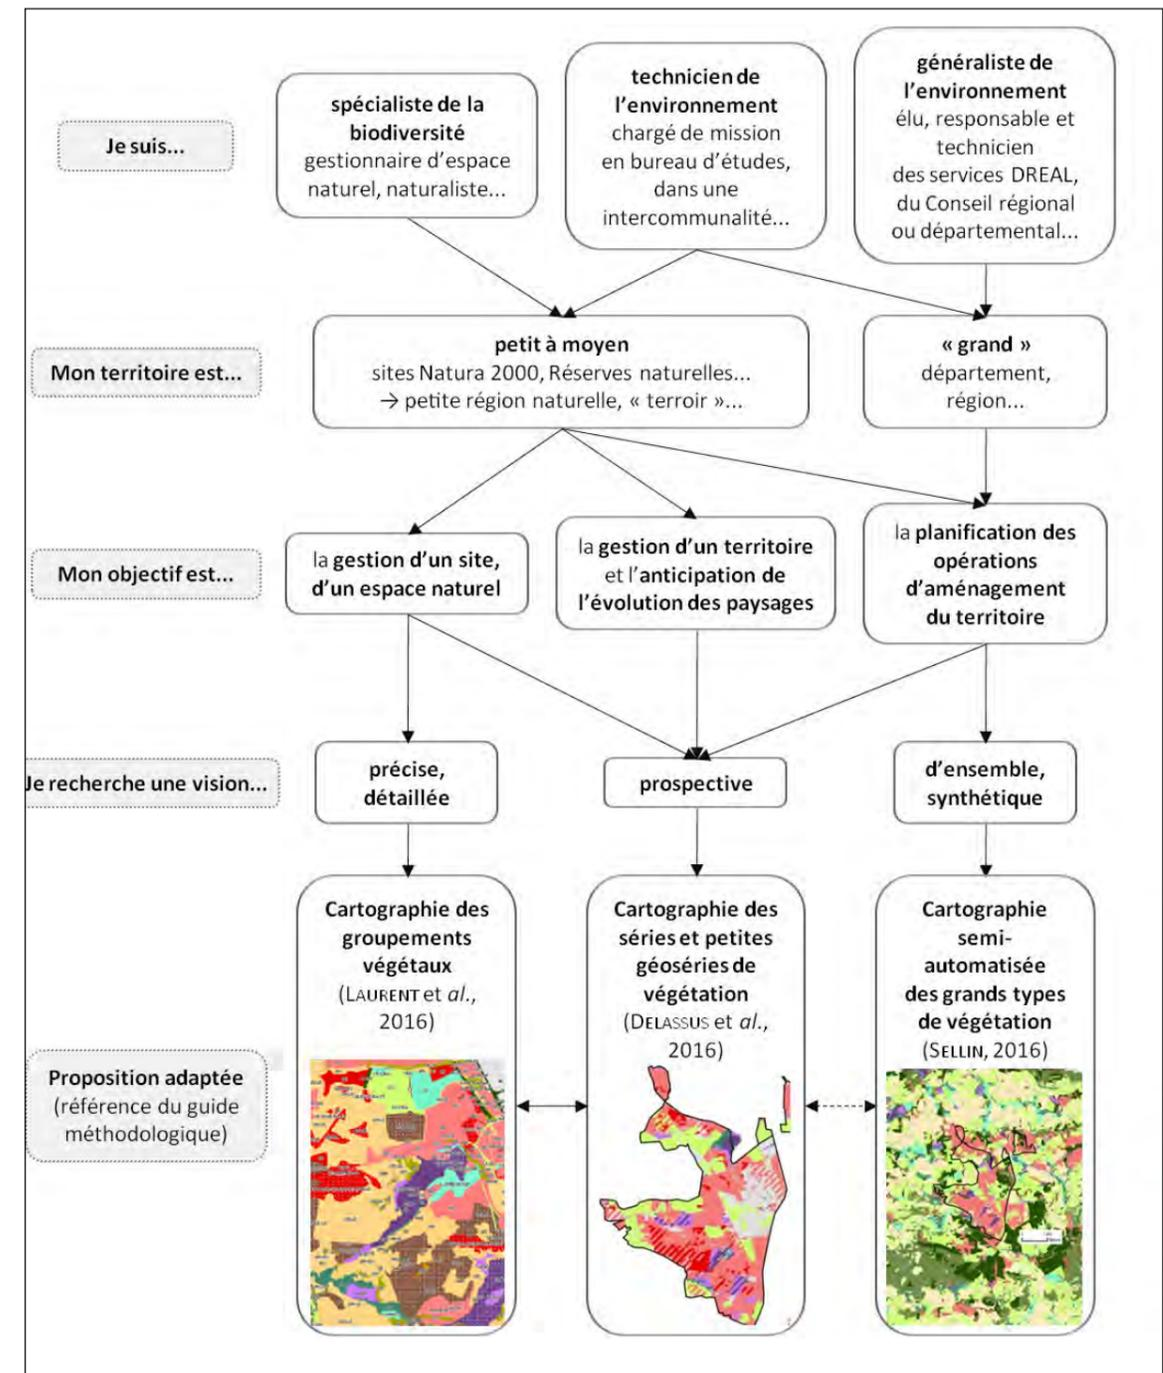 Je suis...
spécialiste de la
biodiversité
gestionnaire d'espace
naturel, naturaliste...
technicien de
l'environnement
chargé de mission
en bureau d'études,
dans une
intercommunalité...
généraliste de
l'environnement
élu, responsable et
technicien
des services DREAL,
du Conseil régional
ou départemental...
Mon territoire est...
petit à moyen
sites Natura 2000, Réserves naturelles...
→ petite région naturelle, « terroir »...
« grand »
département,
région...
Mon objectif est...
la gestion d'un site,
d'un espace naturel
la gestion d'un territoire
et l'anticipation de
l'évolution des paysages
la planification des
opérations
d'aménagement
du territoire
Je recherche une vision...
précise,
détaillée
prospective
d'ensemble,
synthétique
Proposition adaptée
(référence du guide
méthodologique)
Cartographie des
groupements
végétaux
(LAURENT et al.,
2016)
Cartographie des
séries et petites
géoséries de
végétation
(DELASSUS et al.,
2016)
Cartographie
semi-
automatisée
des grands types
de végétation
(SELLIN, 2016)